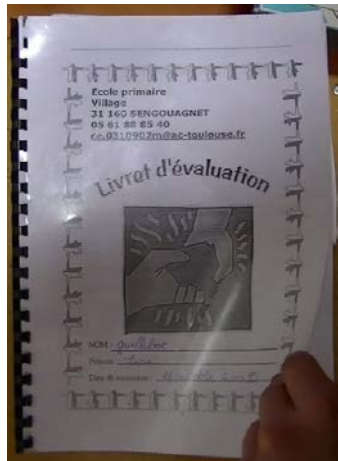 Ecole primaire
Village
31 160 SENGOUAGNET
05 61 88 85 40
ce.0310902m@ac-toulouse.fr
Livret d'évaluation
NOM :
Prénom :
Date de naissance :